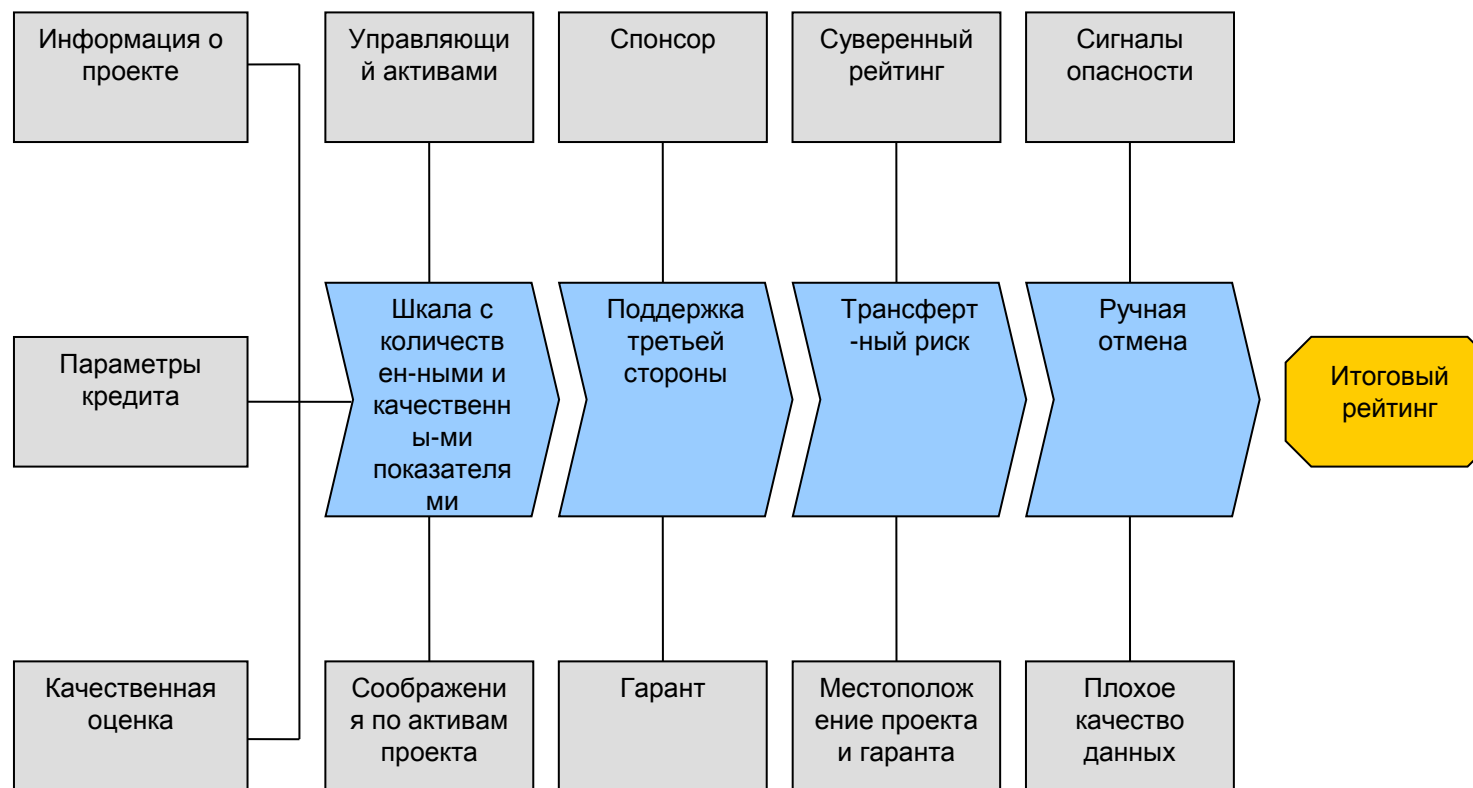 Информация о
проекте
Управляющи
й активами
Спонсор
Суверенный
рейтинг
Сигналы
опасности
Параметры
кредита
Шкала с
количеств
ен-ными и
качественн
ы-ми
показателя
ми
Поддержка
третьей
стороны
Трансферт
-ный риск
Ручная
отмена
Итоговый
рейтинг
Качественная
оценка
Соображени
я по активам
проекта
Гарант
Местополож
ение проекта
и гаранта
Плохое
качество
данных